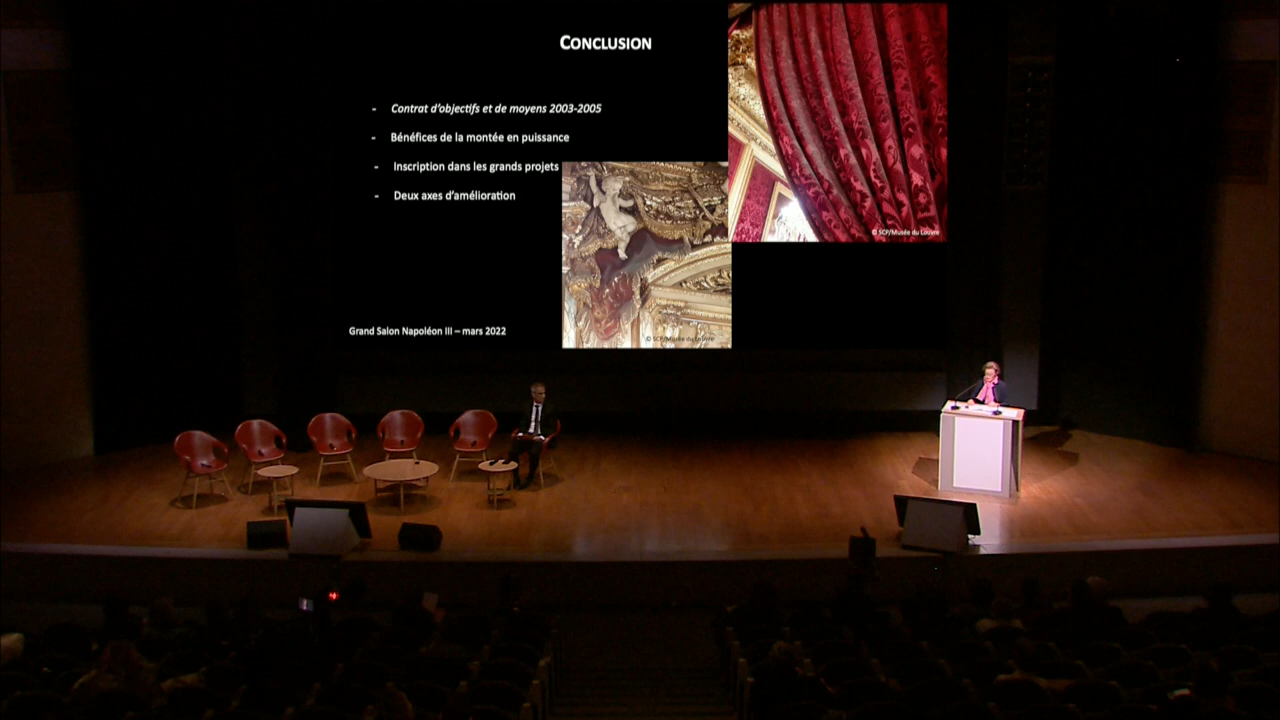 CONCLUSION
- Contrat d'objectifs et de moyens 2003-2005
- Bénéfices de la montée en puissance
- Inscription dans les grands projets
- Deux axes d'amélioration
© SCP/Musée du Louvre
Grand Salon Napoléon III – mars 2022
© SCP/Musée du Louvre